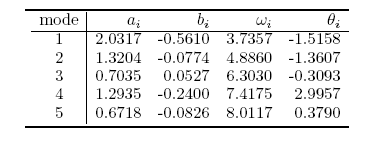 mode a_i b_i ω_i θ_i
1 2.0317 -0.5610 3.7357 -1.5158
2 1.3204 -0.0774 4.8860 -1.3607
3 0.7035 0.0527 6.3030 -0.3093
4 1.2935 -0.2400 7.4175 2.9957
5 0.6718 -0.0826 8.0117 0.3790